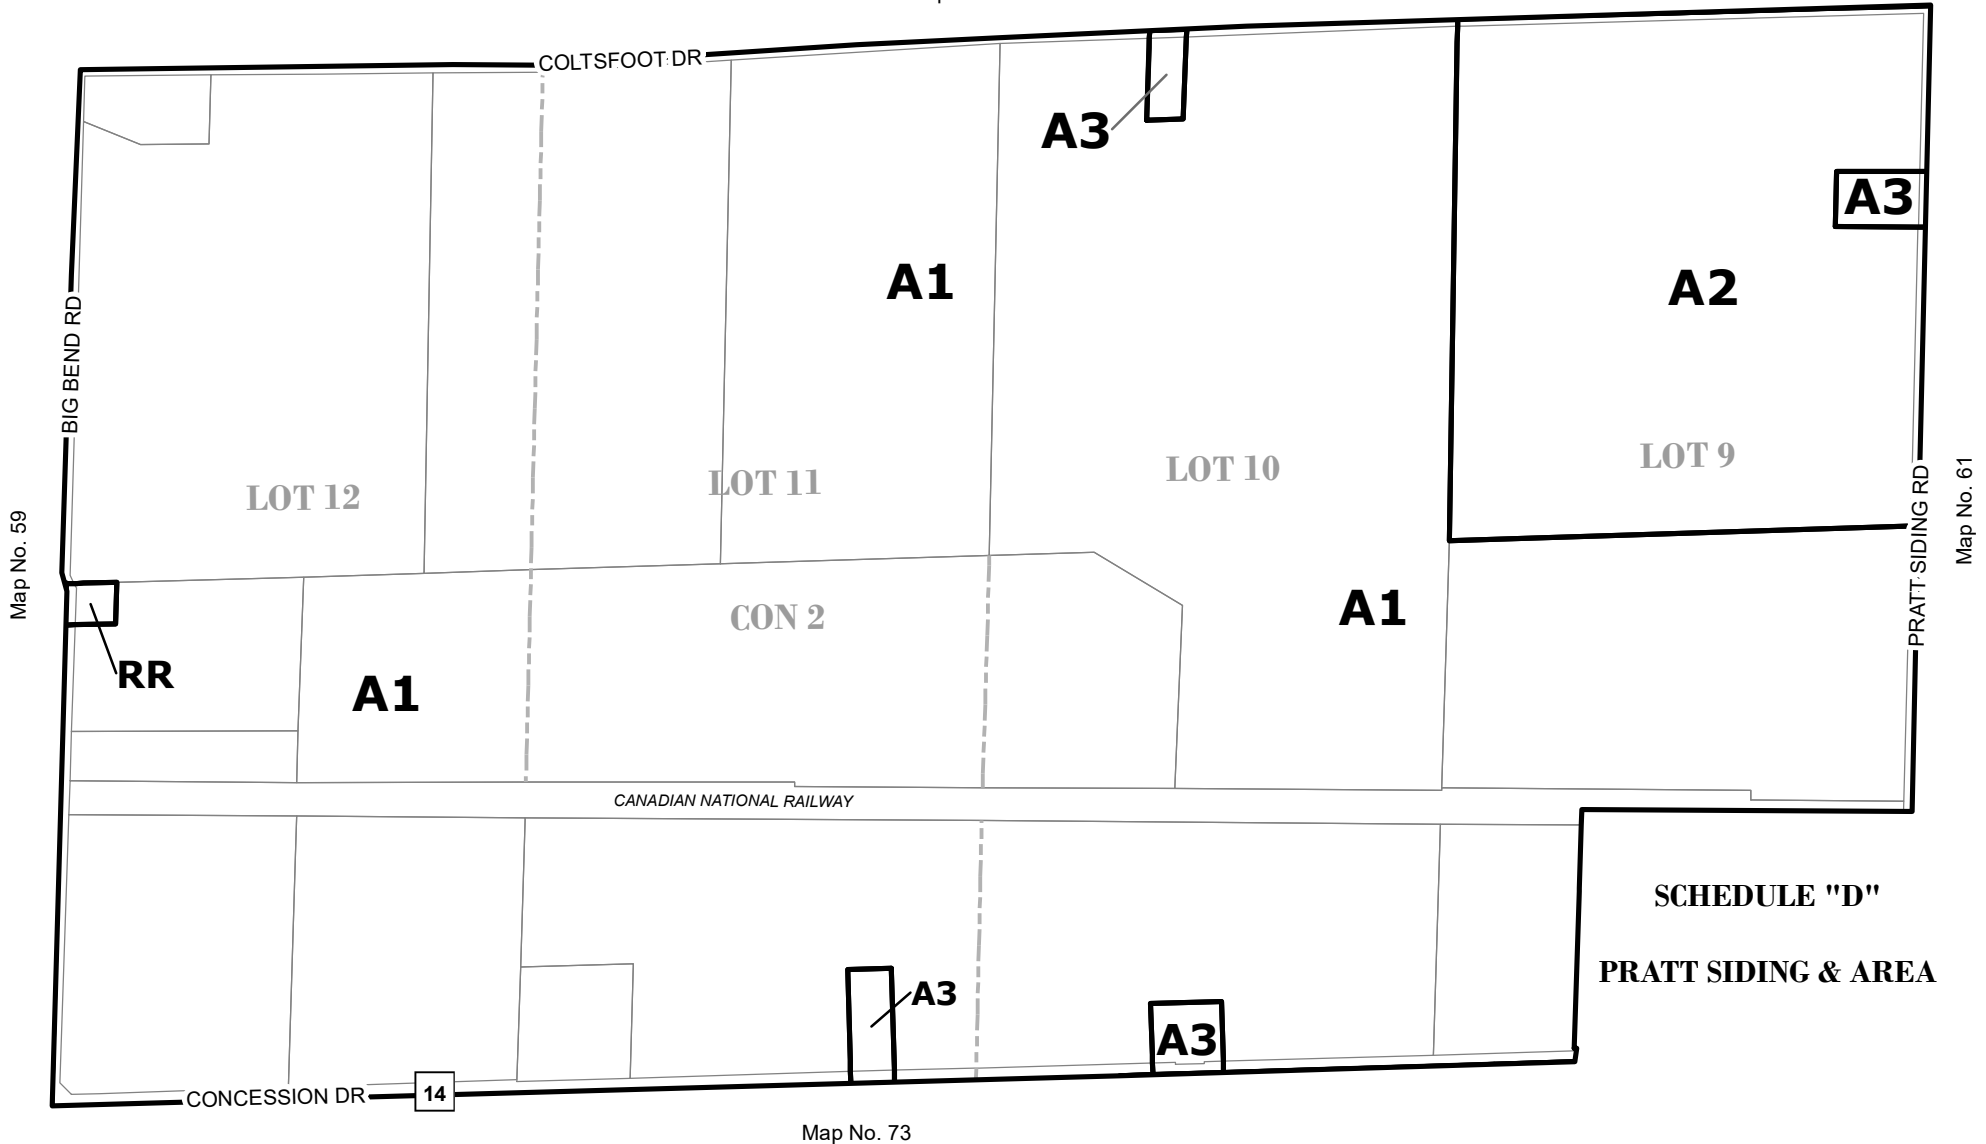 COLTSFOOT DR
A3
A3
A1
A2
BIG BEND RD
LOT 9
LOT 10
LOT 11
LOT 12
PRATT SIDING RD
Map No. 61
Map No. 59
CON 2
A1
RR
A1
CANADIAN NATIONAL RAILWAY
SCHEDULE "D"
PRATT SIDING & AREA
A3
A3
CONCESSION DR
14
Map No. 73